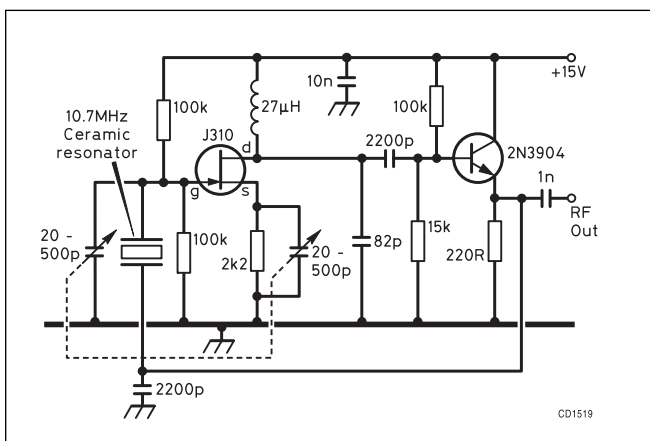 +15V
10n
100k
27µH
100k
10.7MHz
Ceramic
resonator
J310
d
2200p
2N3904
g
s
1n
RF
Out
20 -
500p
100k
2k2
20 -
500p
82p
15k
220R
2200p
CD1519